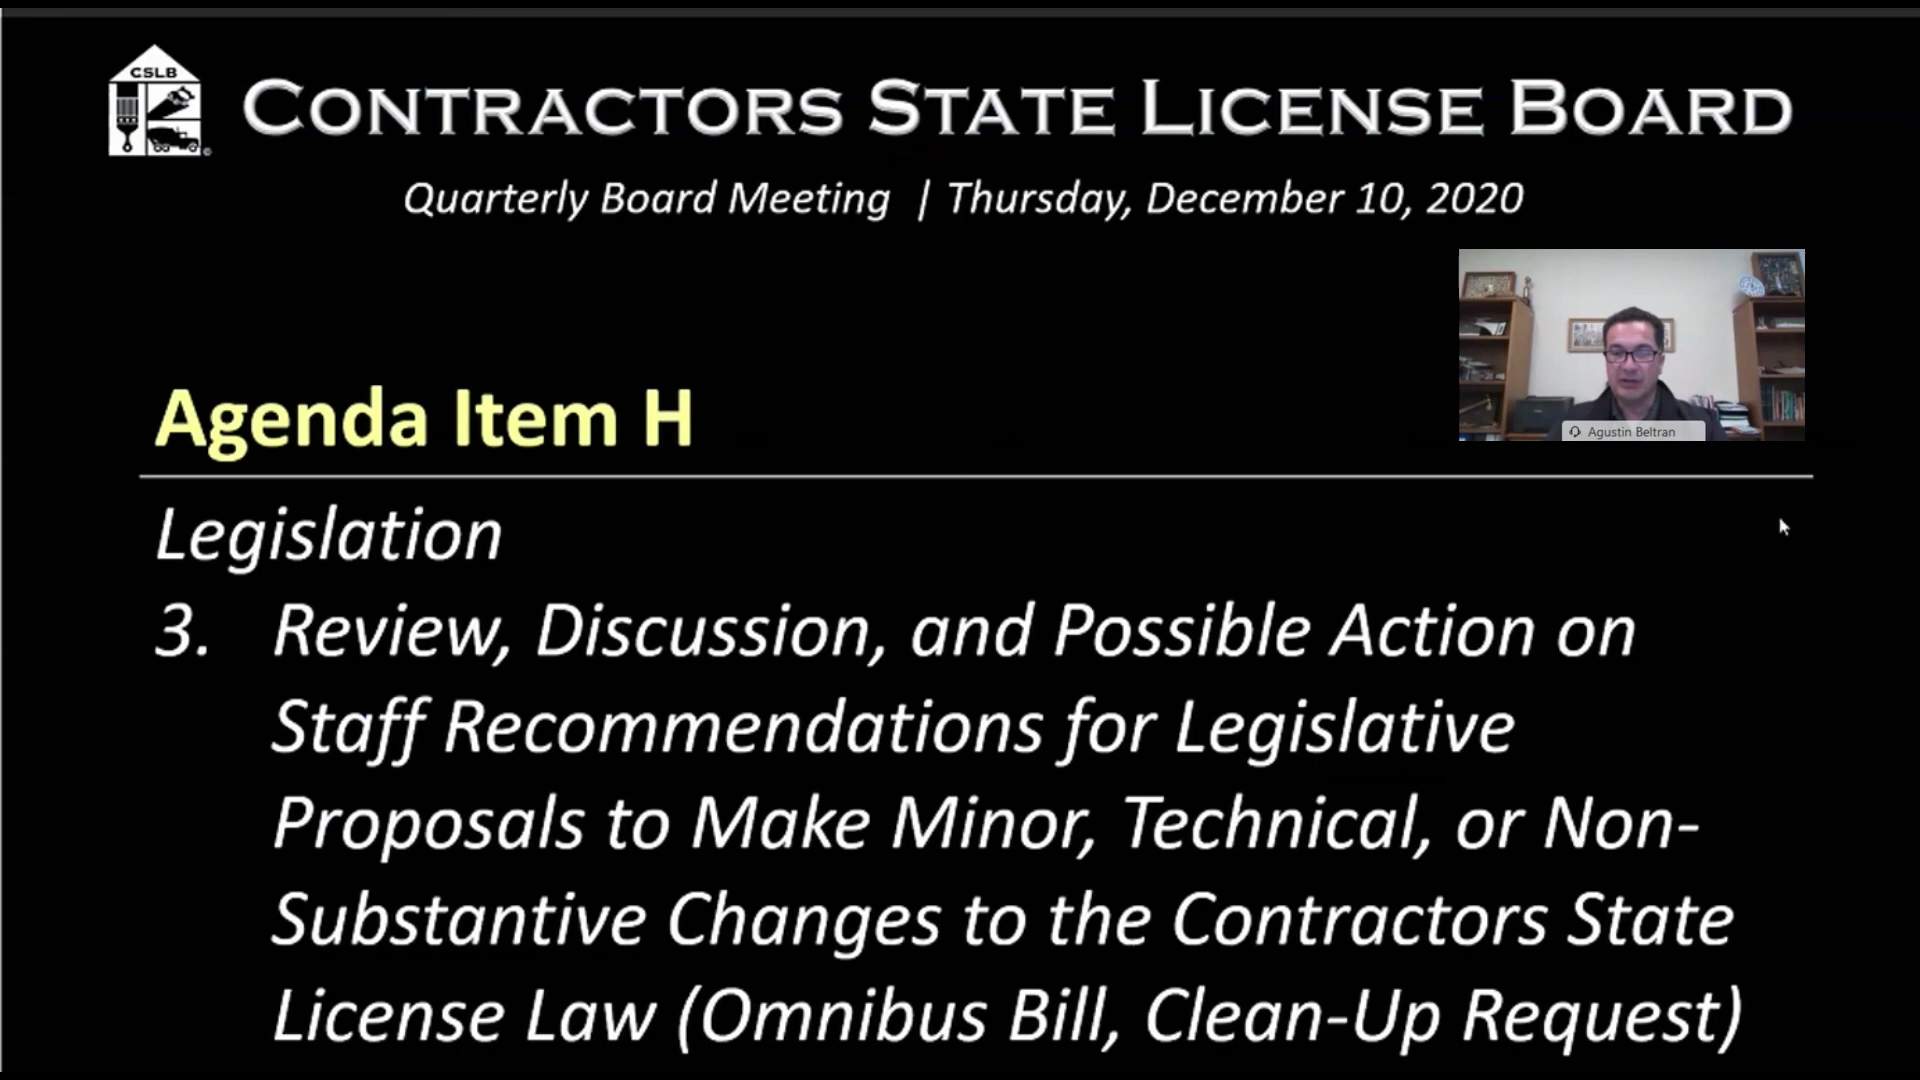 CSLB
CONTRACTORS STATE LICENSE BOARD
Quarterly Board Meeting | Thursday, December 10, 2020
Agustin Beltran
Agenda Item H
Legislation
3. Review, Discussion, and Possible Action on
Staff Recommendations for Legislative
Proposals to Make Minor, Technical, or Non-
Substantive Changes to the Contractors State
License Law (Omnibus Bill, Clean-Up Request)